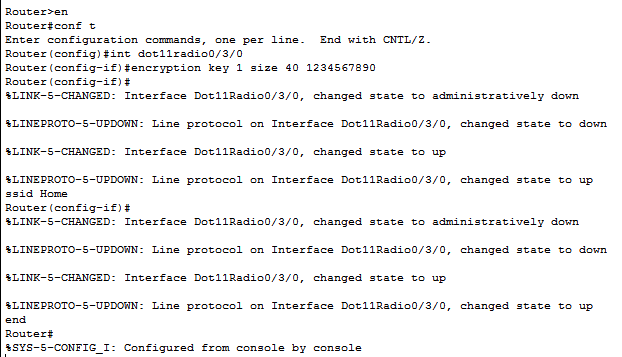 Router>en
Router#conf t
Enter configuration commands, one per line.  End with CNTL/Z.
Router(config)#int dot11radio0/3/0
Router(config-if)#encryption key 1 size 40 1234567890
Router(config-if)#
%LINK-5-CHANGED: Interface Dot11Radio0/3/0, changed state to administratively down
%LINEPROTO-5-UPDOWN: Line protocol on Interface Dot11Radio0/3/0, changed state to down
%LINK-5-CHANGED: Interface Dot11Radio0/3/0, changed state to up
%LINEPROTO-5-UPDOWN: Line protocol on Interface Dot11Radio0/3/0, changed state to up
ssid Home
Router(config-if)#
%LINK-5-CHANGED: Interface Dot11Radio0/3/0, changed state to administratively down
%LINEPROTO-5-UPDOWN: Line protocol on Interface Dot11Radio0/3/0, changed state to down
%LINK-5-CHANGED: Interface Dot11Radio0/3/0, changed state to up
%LINEPROTO-5-UPDOWN: Line protocol on Interface Dot11Radio0/3/0, changed state to up
end
Router#
%SYS-5-CONFIG_I: Configured from console by console